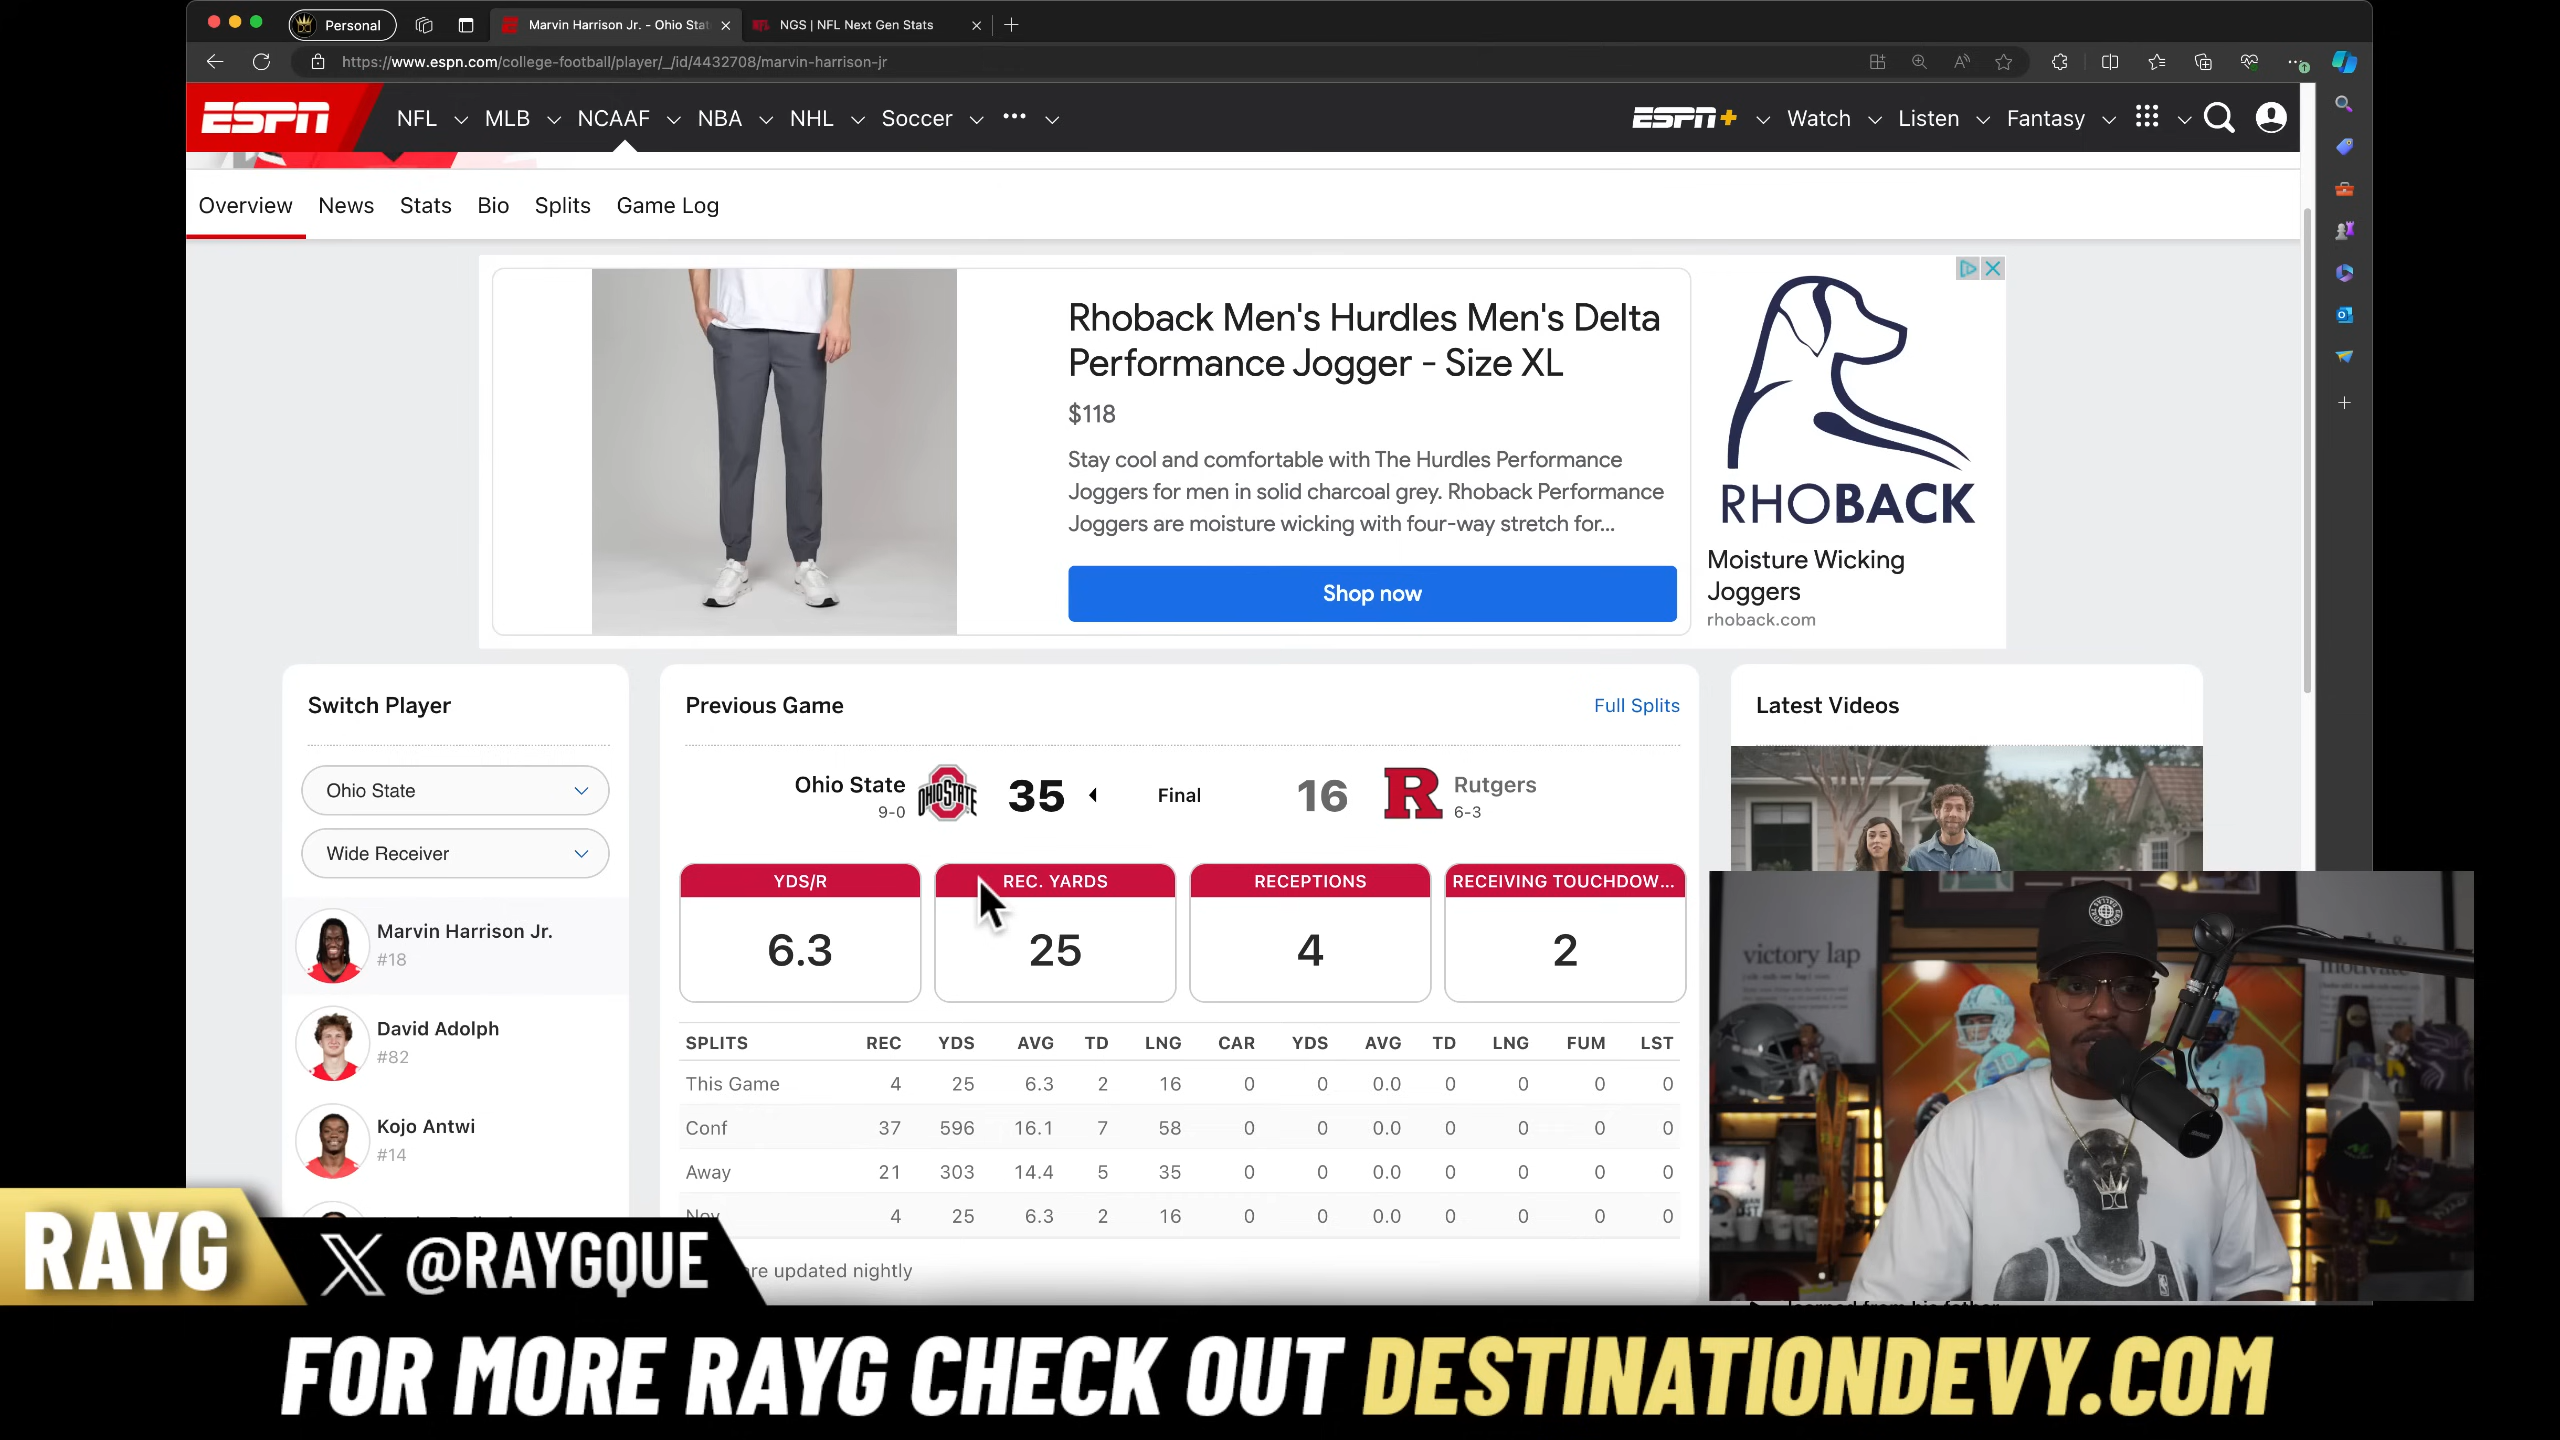 Personal
Marvin Harrison Jr. - Ohio Stat
NGS | NFL Next Gen Stats
https://www.espn.com/college-football/player/_/id/4432708/marvin-harrison-jr
ESPN NFL MLB NCAAF NBA NHL Soccer ••• ESPN+ Watch Listen Fantasy
Overview News Stats Bio Splits Game Log
Rhoback Men's Hurdles Men's Delta
Performance Jogger - Size XL
$118
Stay cool and comfortable with The Hurdles Performance
Joggers for men in solid charcoal grey. Rhoback Performance
Joggers are moisture wicking with four-way stretch for...
Shop now
RHOBACK
Moisture Wicking
Joggers
rhoback.com
Switch Player
Ohio State
Wide Receiver
Marvin Harrison Jr.
#18
David Adolph
#82
Kojo Antwi
#14
Previous Game Full Splits
Ohio State
9-0
OHIO STATE
35 Final 16
R
Rutgers
6-3
YDS/R REC. YARDS RECEPTIONS RECEIVING TOUCHDOW...
6.3 25 4 2
SPLITS REC YDS AVG TD LNG CAR YDS AVG TD LNG FUM LST
This Game 4 25 6.3 2 16 0 0 0.0 0 0 0 0
Conf 37 596 16.1 7 58 0 0 0.0 0 0 0 0
Away 21 303 14.4 5 35 0 0 0.0 0 0 0 0
Nov 4 25 6.3 2 16 0 0 0.0 0 0 0 0
re updated nightly
Latest Videos
victory lap
motivate
learned from his father
RAYG X @RAYGQUE
FOR MORE RAYG CHECK OUT DESTINATIONDEVY.COM